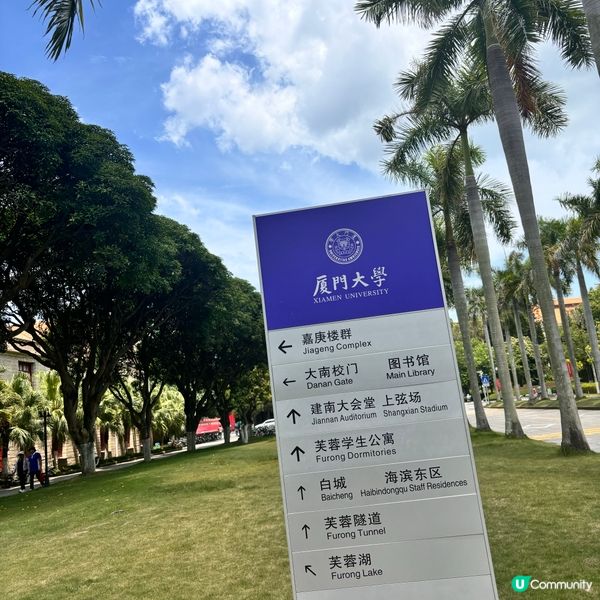 厦门大学
XIAMEN UNIVERSITY
← 嘉庚楼群
Jiageng Complex
← 大南校门 图书馆
Danan Gate Main Library
↑ 建南大会堂 上弦场
Jiannan Auditorium Shangxian Stadium
↑ 芙蓉学生公寓
Furong Dormitories
↑ 白城 海滨东区
Baicheng Haibindongqu Staff Residences
↑ 芙蓉隧道
Furong Tunnel
↖ 芙蓉湖
Furong Lake
U Community